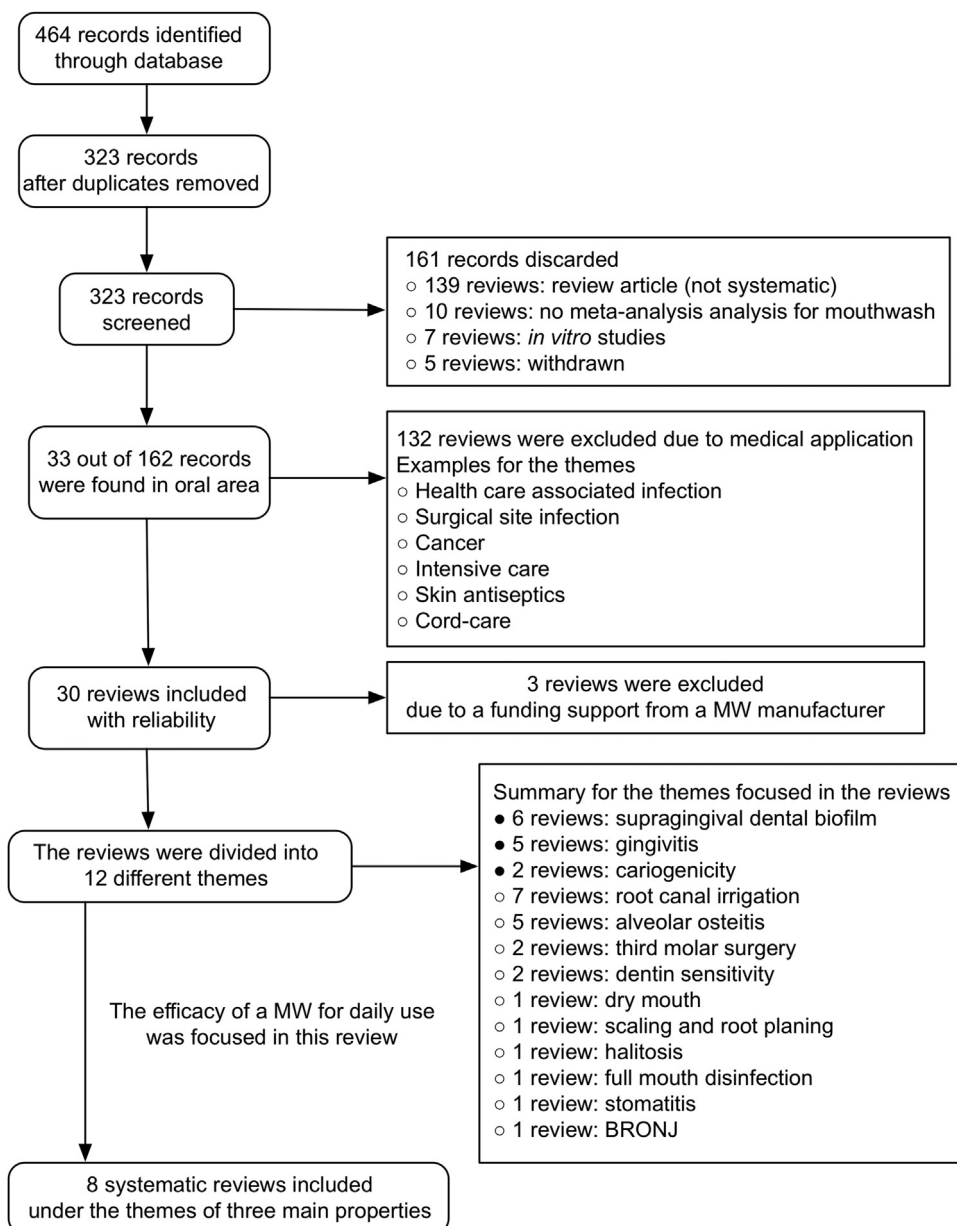 464 records identified
through database
323 records
after duplicates removed
323 records
screened
161 records discarded
○ 139 reviews: review article (not systematic)
○ 10 reviews: no meta-analysis analysis for mouthwash
○ 7 reviews: in vitro studies
○ 5 reviews: withdrawn
33 out of 162 records
were found in oral area
132 reviews were excluded due to medical application
Examples for the themes
○ Health care associated infection
○ Surgical site infection
○ Cancer
○ Intensive care
○ Skin antiseptics
○ Cord-care
30 reviews included
with reliability
3 reviews were excluded
due to a funding support from a MW manufacturer
The reviews were divided into
12 different themes
Summary for the themes focused in the reviews
● 6 reviews: supragingival dental biofilm
● 5 reviews: gingivitis
● 2 reviews: cariogenicity
○ 7 reviews: root canal irrigation
○ 5 reviews: alveolar osteitis
○ 2 reviews: third molar surgery
○ 2 reviews: dentin sensitivity
○ 1 review: dry mouth
○ 1 review: scaling and root planing
○ 1 review: halitosis
○ 1 review: full mouth disinfection
○ 1 review: stomatitis
○ 1 review: BRONJ
The efficacy of a MW for daily use
was focused in this review
8 systematic reviews included
under the themes of three main properties